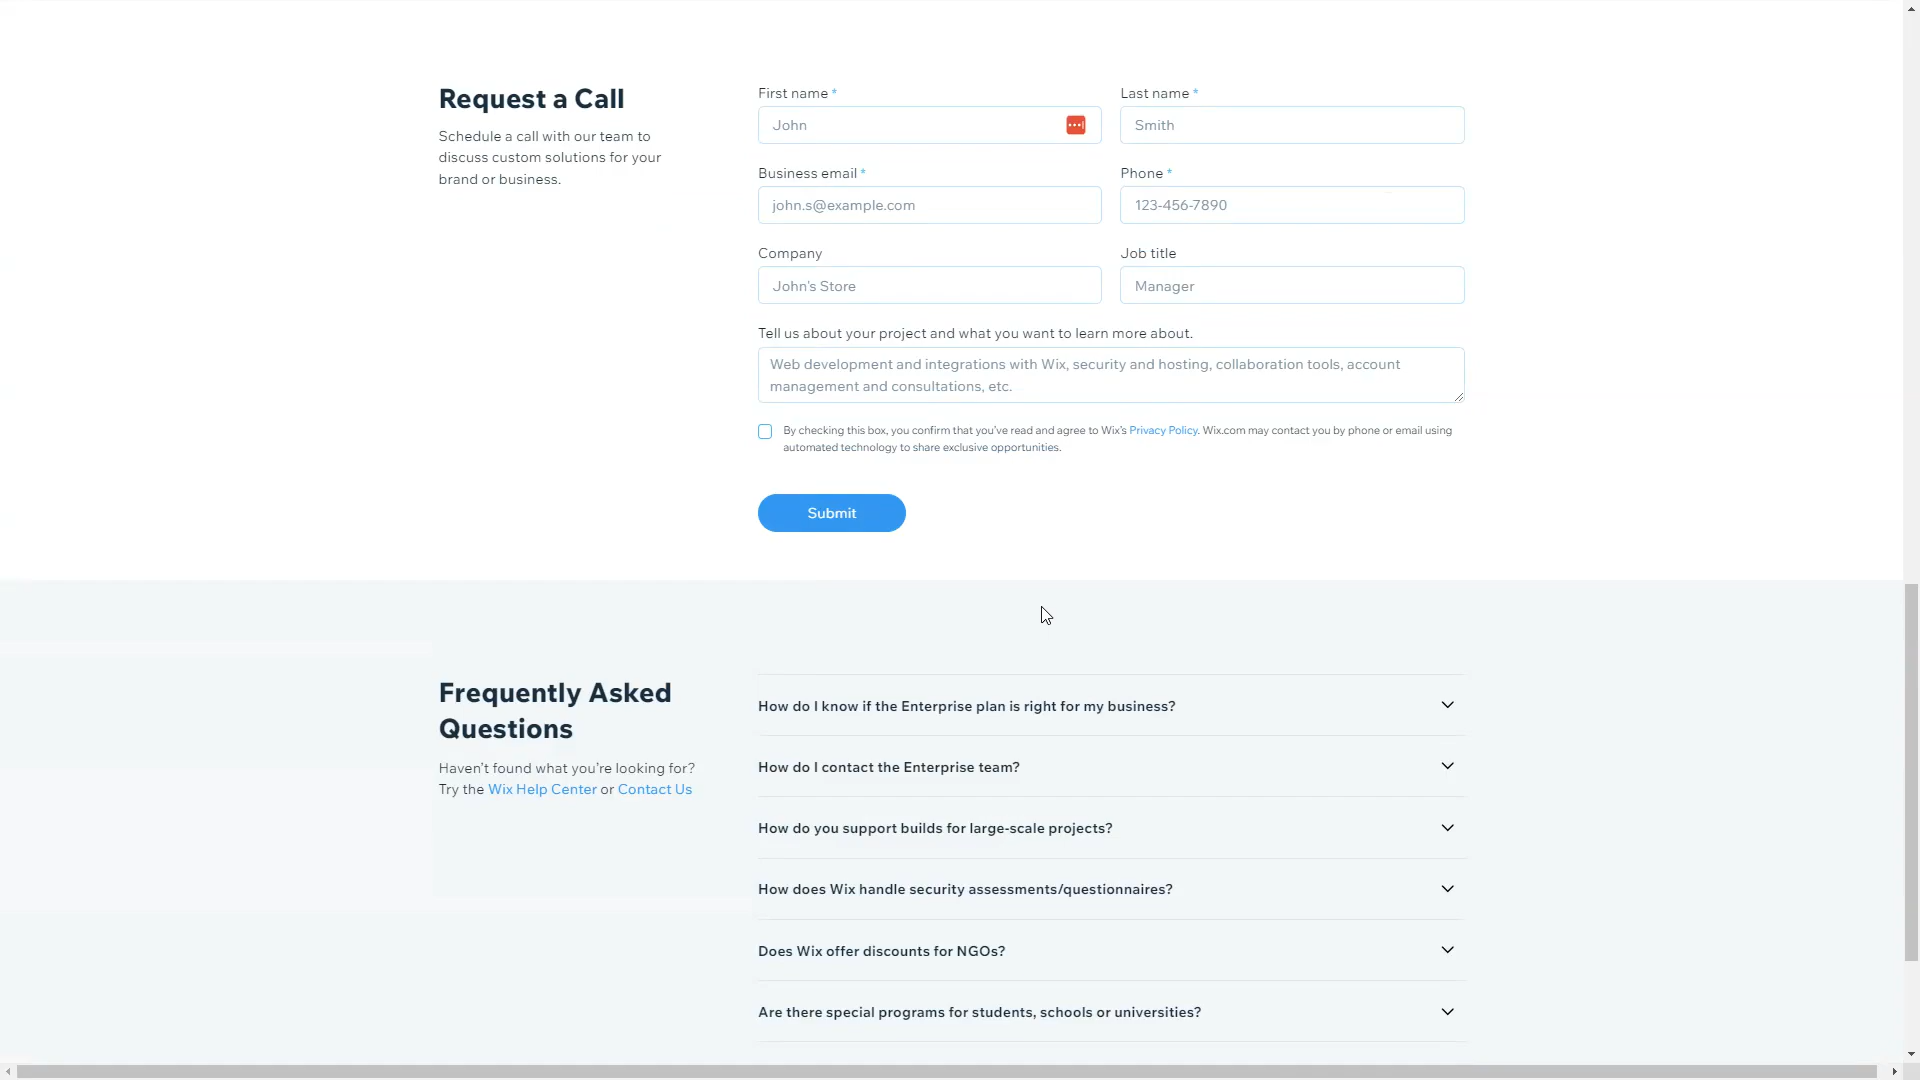 Request a Call
Schedule a call with our team to
discuss custom solutions for your
brand or business.
First name *
John
Last name *
Smith
Business email *
john.s@example.com
Phone *
123-456-7890
Company
John's Store
Job title
Manager
Tell us about your project and what you want to learn more about.
Web development and integrations with Wix, security and hosting, collaboration tools, account
management and consultations, etc.
By checking this box, you confirm that you've read and agree to Wix's Privacy Policy. Wix.com may contact you by phone or email using
automated technology to share exclusive opportunities.
Submit
Frequently Asked
Questions
Haven't found what you're looking for?
Try the Wix Help Center or Contact Us
How do I know if the Enterprise plan is right for my business?
How do I contact the Enterprise team?
How do you support builds for large-scale projects?
How does Wix handle security assessments/questionnaires?
Does Wix offer discounts for NGOs?
Are there special programs for students, schools or universities?